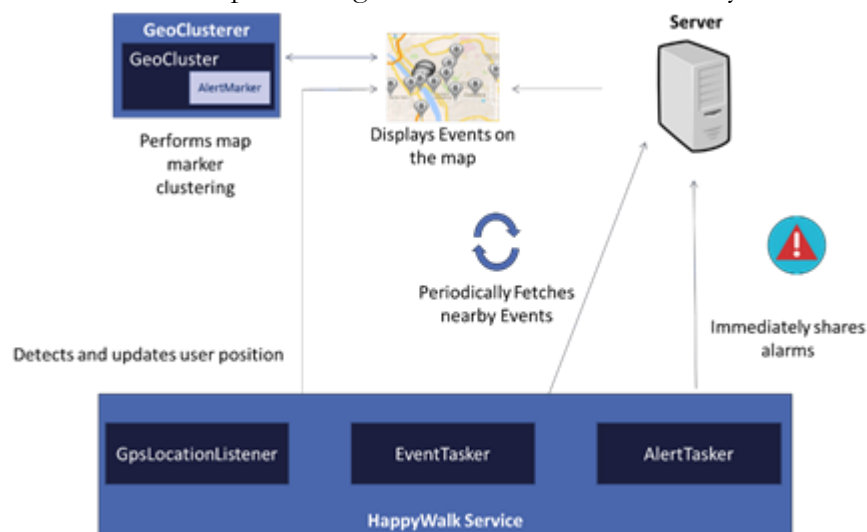 GeoClusterer
GeoCluster
AlertMarker
Performs map
marker
clustering
Displays Events on
the map
Server
Periodically Fetches
nearby Events
Immediately shares
alarms
Detects and updates user position
GpsLocationListener
EventTasker
AlertTasker
HappyWalk Service